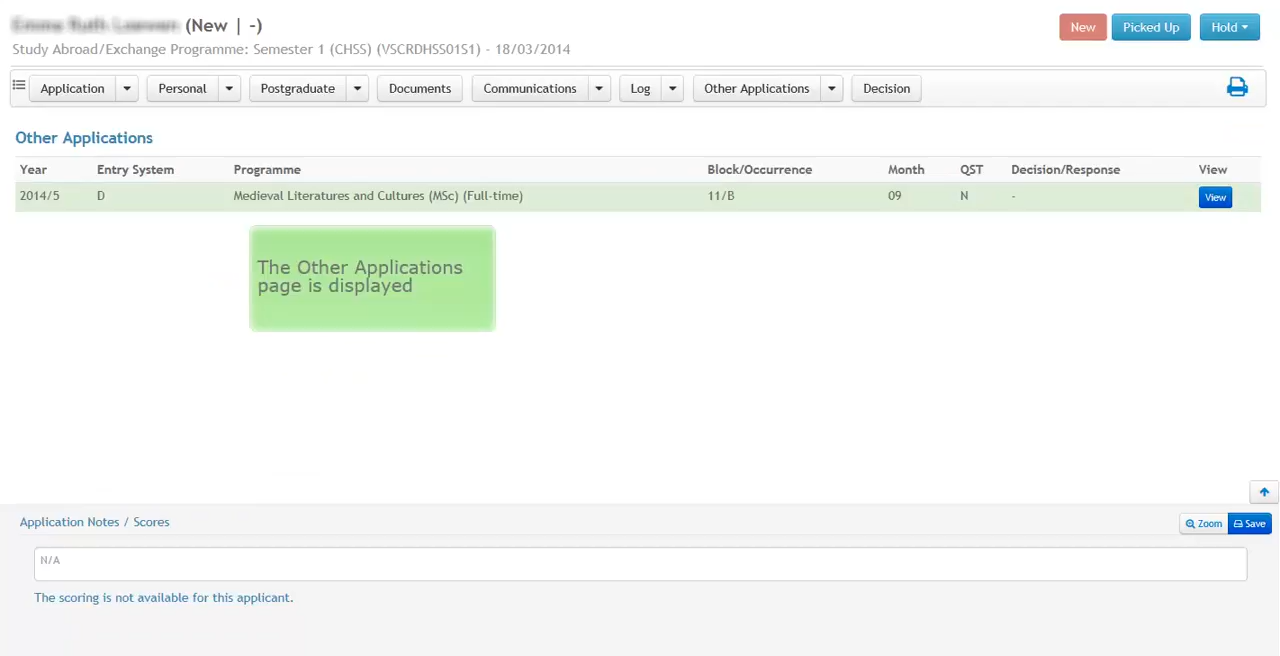 (New | -)
New
Picked Up
Hold
Study Abroad/Exchange Programme: Semester 1 (CHSS) (VSCRDHSS01S1) - 18/03/2014
Application
Personal
Postgraduate
Documents
Communications
Log
Other Applications
Decision
Other Applications
Year Entry System Programme Block/Occurrence Month QST Decision/Response View
2014/5 D Medieval Literatures and Cultures (MSc) (Full-time) 11/B 09 N - View
The Other Applications
page is displayed
Application Notes / Scores
Zoom
Save
N/A
The scoring is not available for this applicant.